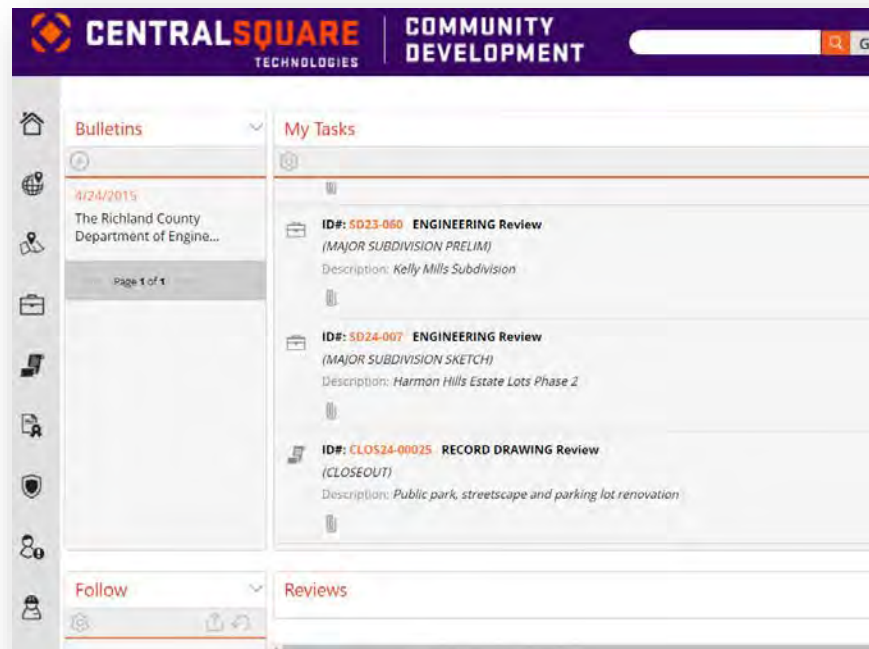 CENTRALSQUARE
TECHNOLOGIES
COMMUNITY
DEVELOPMENT
G
Bulletins
4/24/2015
The Richland County
Department of Engine...
Page 1 of 1
My Tasks
ID#: SD23-060 ENGINEERING Review
(MAJOR SUBDIVISION PRELIM)
Description: Kelly Mills Subdivision
ID#: SD24-007 ENGINEERING Review
(MAJOR SUBDIVISION SKETCH)
Description: Harmon Hills Estate Lots Phase 2
ID#: CLOS24-00025 RECORD DRAWING Review
(CLOSEOUT)
Description: Public park, streetscape and parking lot renovation
Follow
Reviews